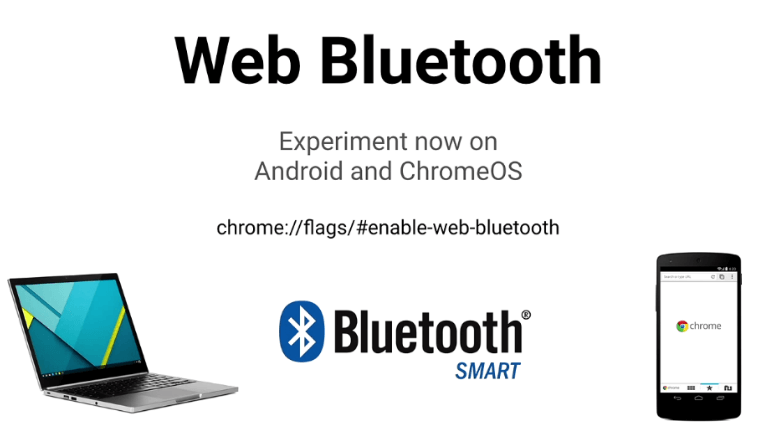 Web Bluetooth
Experiment now on
Android and ChromeOS
chrome://flags/#enable-web-bluetooth
Bluetooth®
SMART
chrome